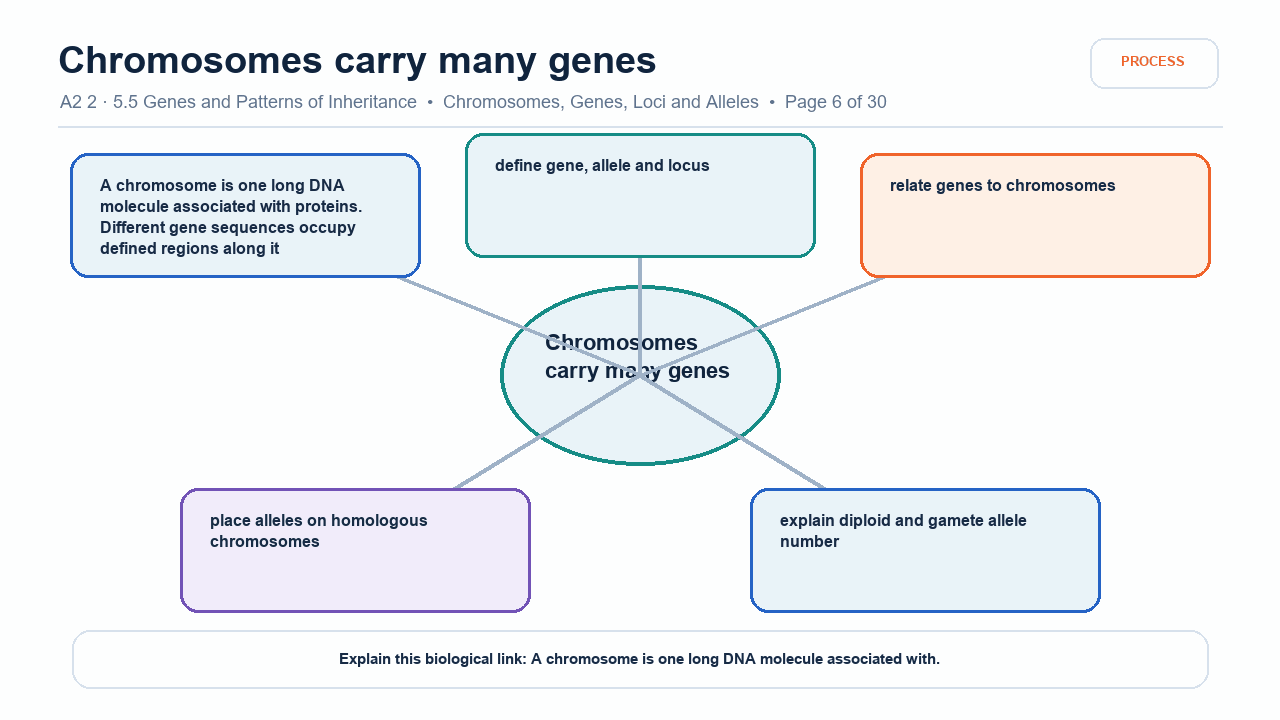 Chromosomes carry many genes
PROCESS
A2 2 · 5.5 Genes and Patterns of Inheritance • Chromosomes, Genes, Loci and Alleles • Page 6 of 30
A chromosome is one long DNA
molecule associated with proteins.
Different gene sequences occupy
defined regions along it
define gene, allele and locus
relate genes to chromosomes
Chromosomes
carry many genes
place alleles on homologous
chromosomes
explain diploid and gamete allele
number
Explain this biological link: A chromosome is one long DNA molecule associated with.